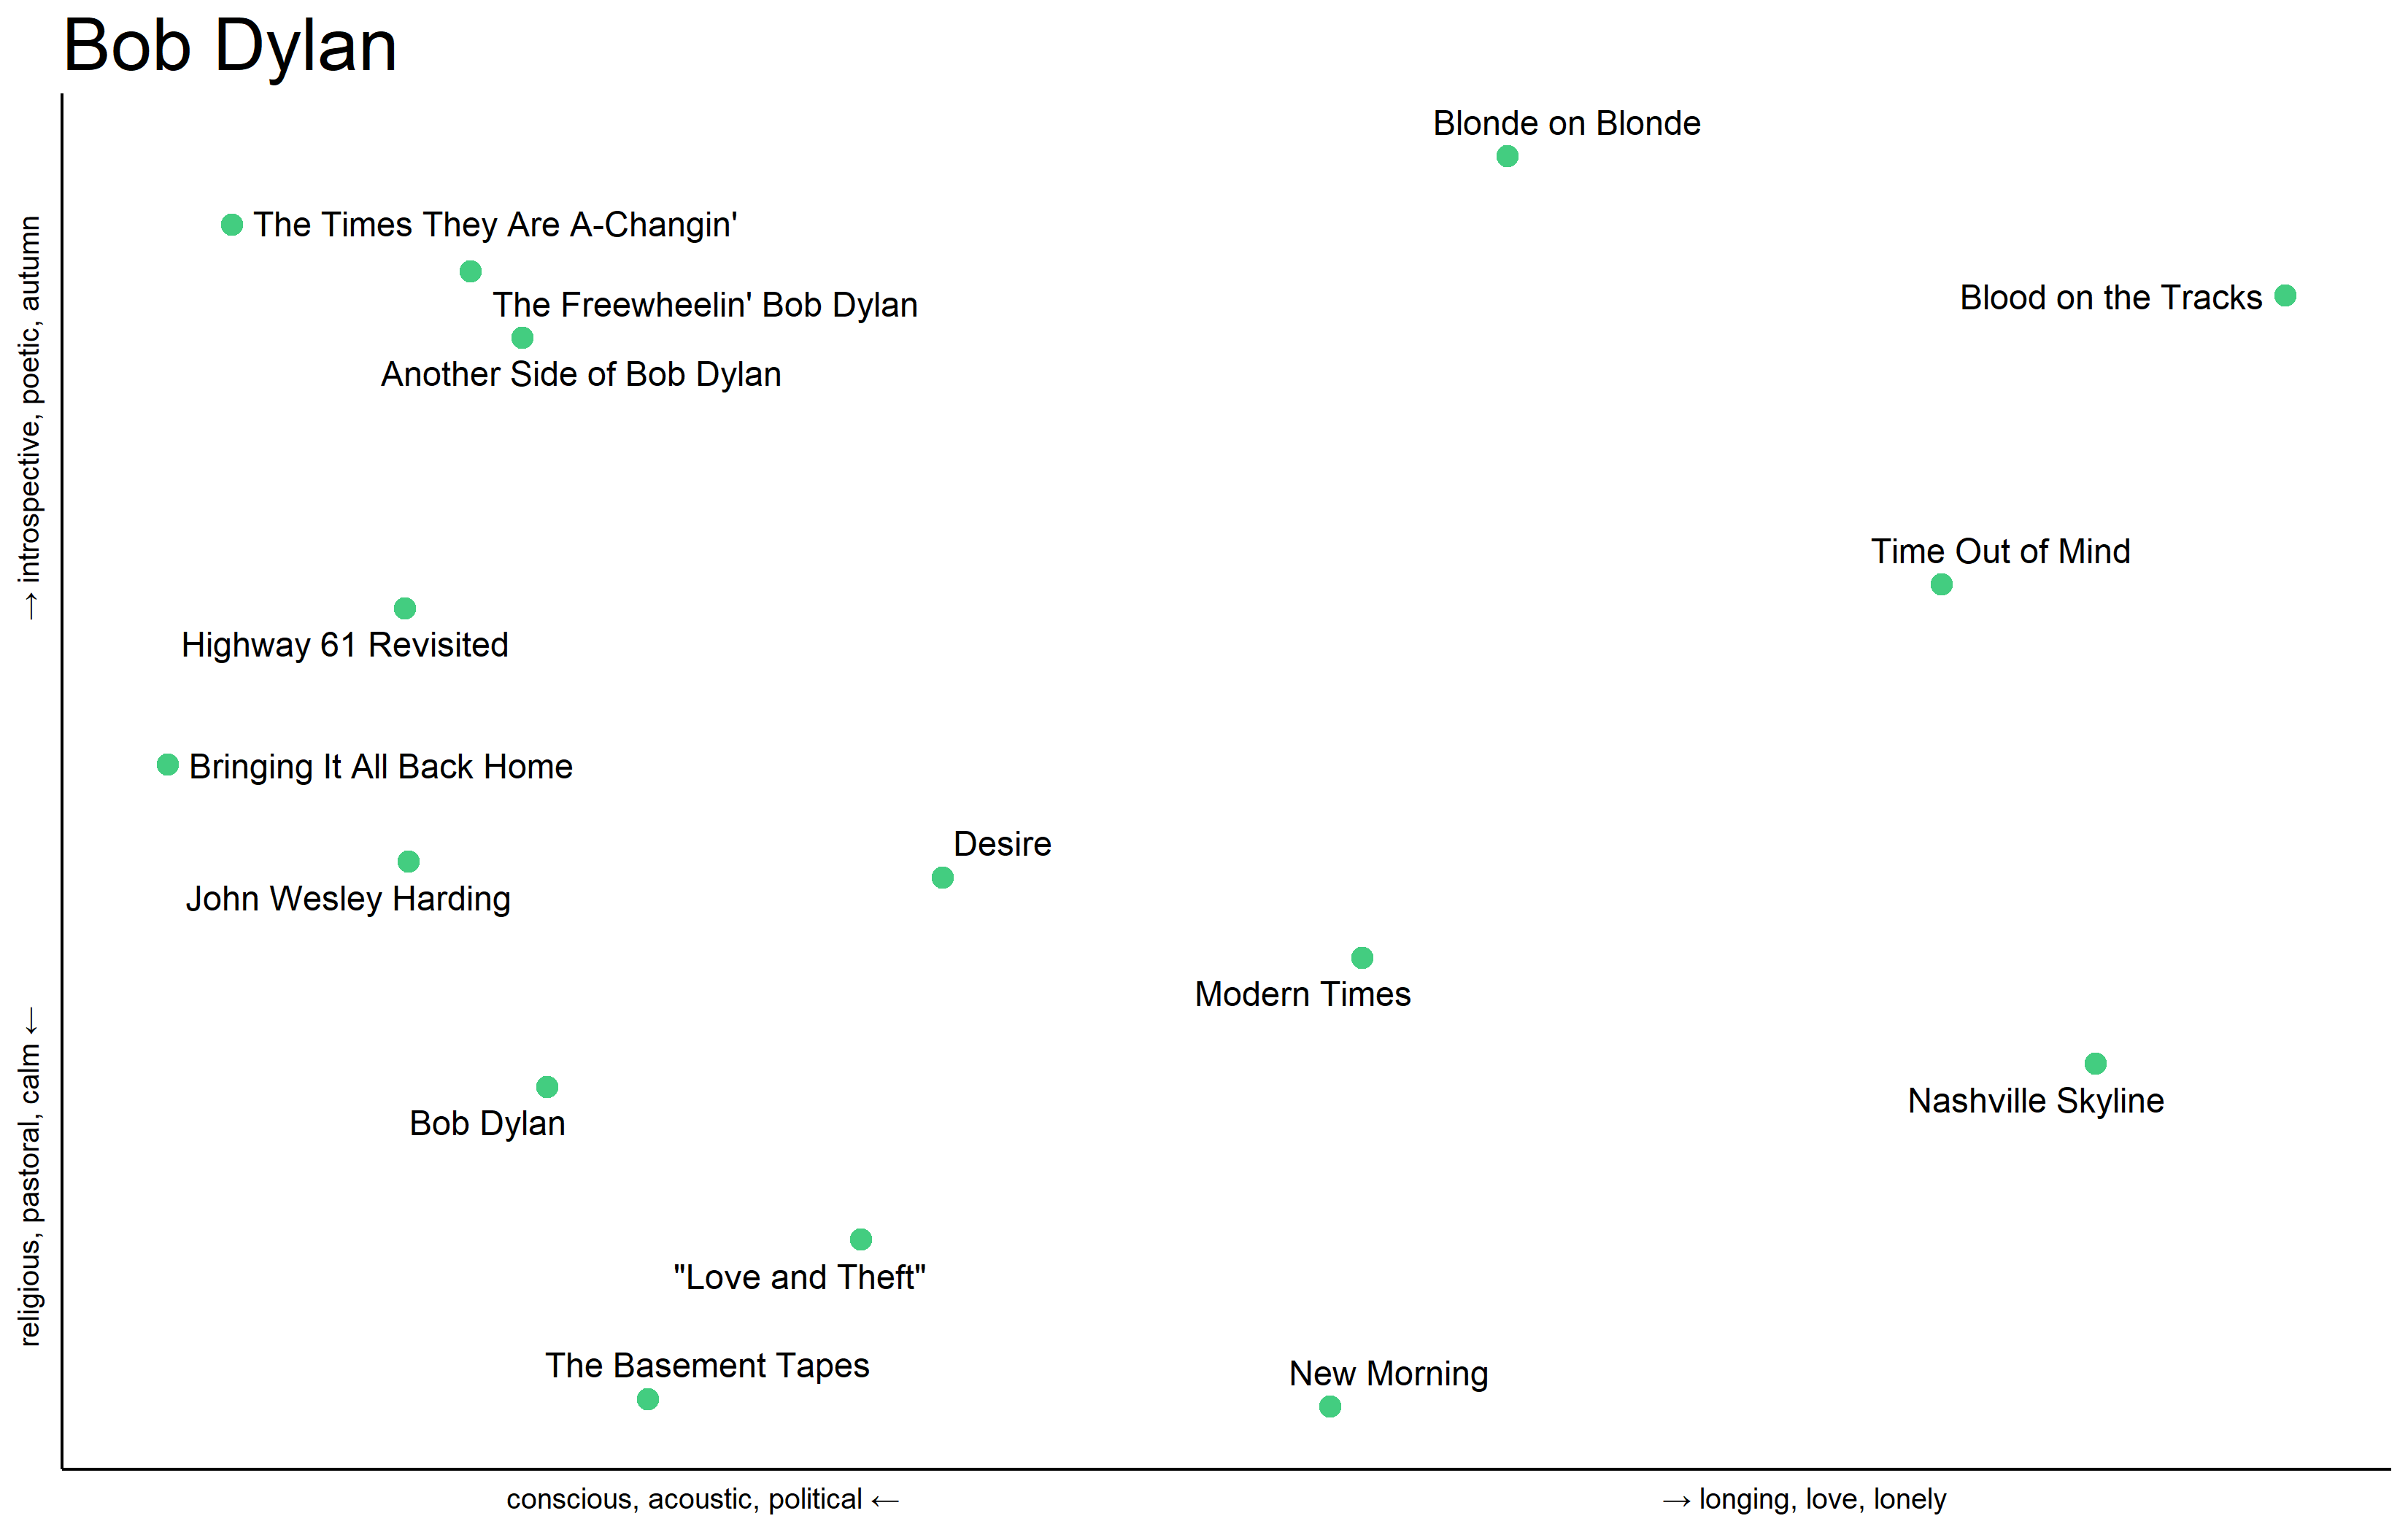 Bob Dylan
Blonde on Blonde
The Times They Are A-Changin'
Blood on the Tracks
The Freewheelin' Bob Dylan
Another Side of Bob Dylan
Time Out of Mind
Highway 61 Revisited
Bringing It All Back Home
Desire
John Wesley Harding
Modern Times
Nashville Skyline
Bob Dylan
"Love and Theft"
The Basement Tapes
New Morning
→ introspective, poetic, autumn
religious, pastoral, calm ←
conscious, acoustic, political ←
→ longing, love, lonely